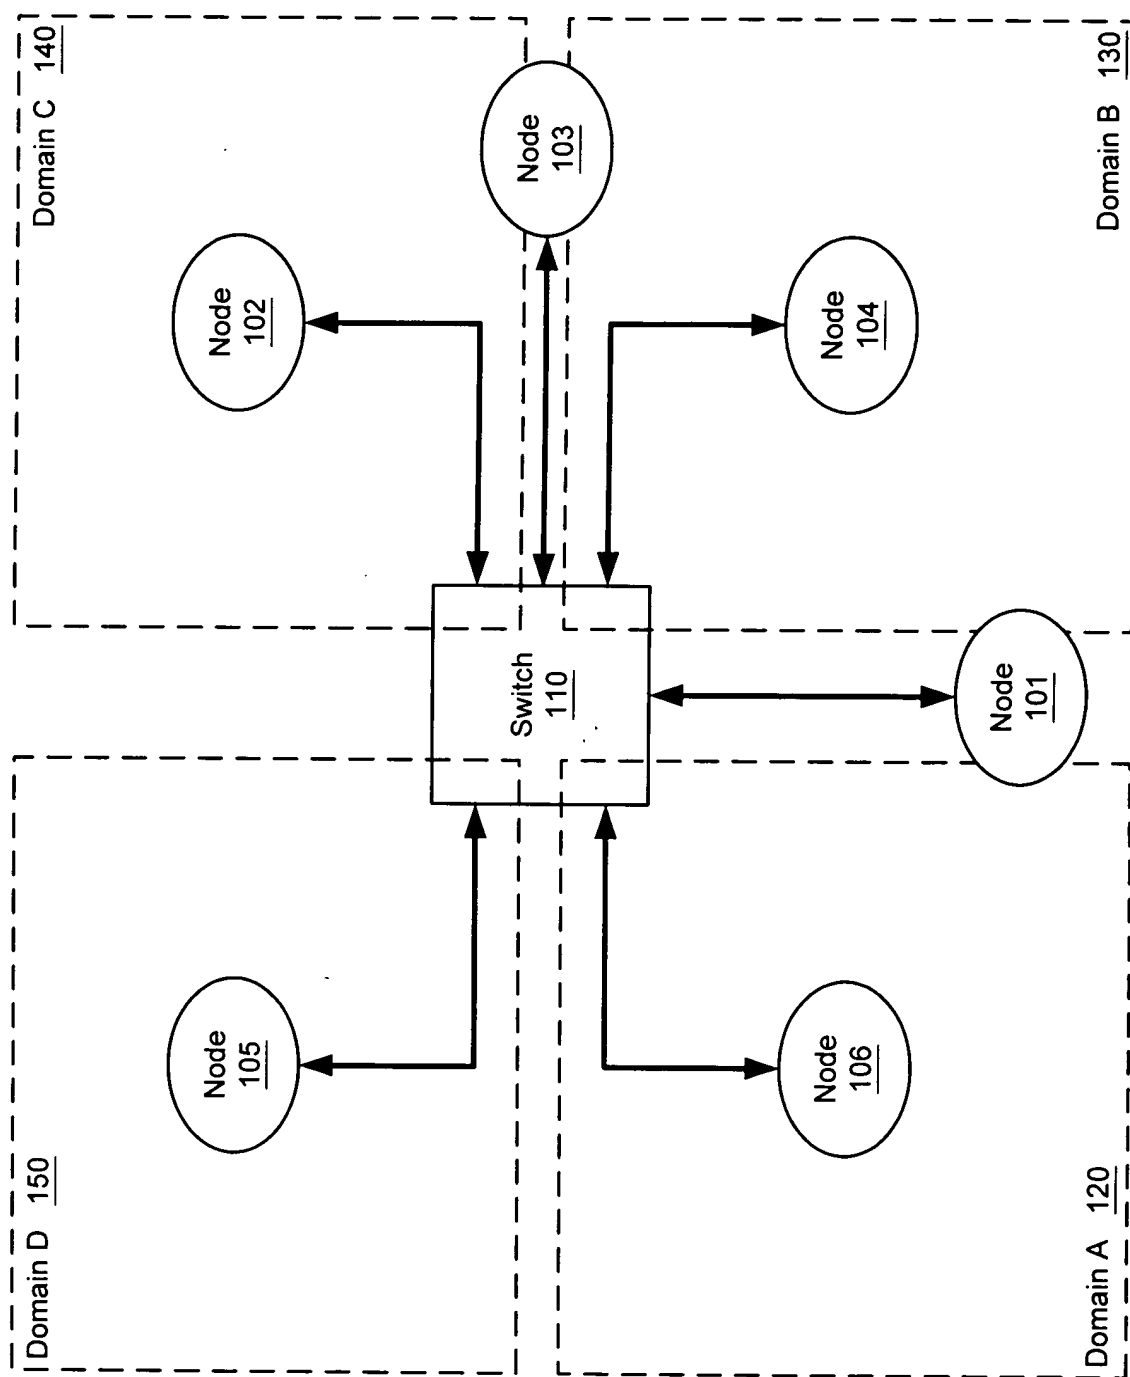 Domain D 150
Domain C 140
Node
105
Node
102
Switch
110
Node
103
Node
106
Node
104
Node
101
Domain A 120
Domain B 130